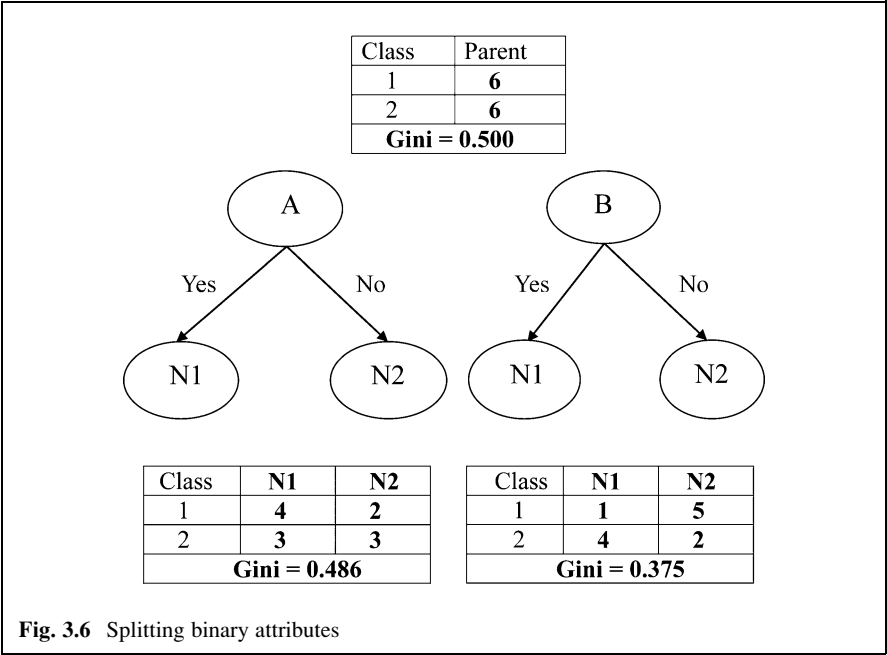 Class Parent
1 6
2 6
Gini = 0.500
A
B
Yes No
Yes No
N1 N2
N1 N2
Class N1 N2
1 4 2
2 3 3
Gini = 0.486
Class N1 N2
1 1 5
2 4 2
Gini = 0.375
Fig. 3.6 Splitting binary attributes